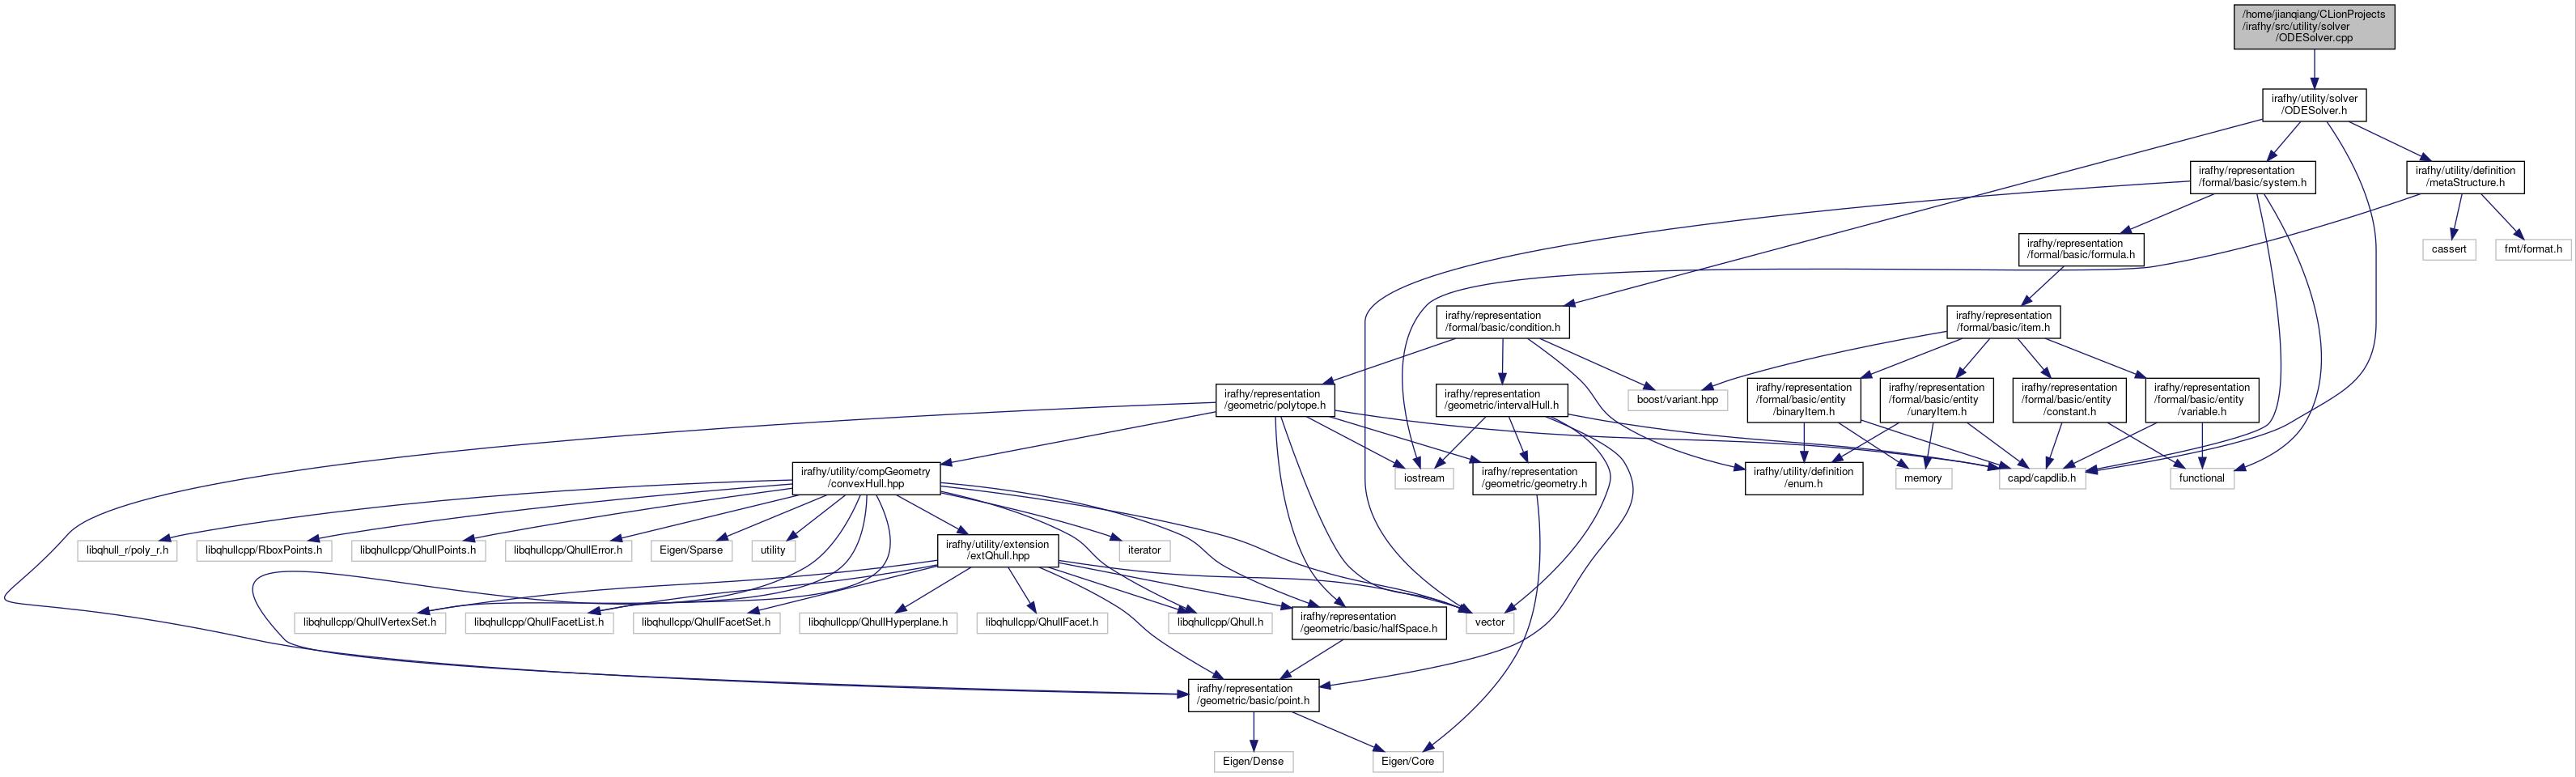 /home/jianqiang/CLionProjects
/irafhy/src/utility/solver
/ODESolver.cpp
irafhy/utility/solver
/ODESolver.h
irafhy/representation
/formal/basic/system.h
irafhy/utility/definition
/metaStructure.h
irafhy/representation
/formal/basic/formula.h
cassert
fmt/format.h
irafhy/representation
/formal/basic/condition.h
irafhy/representation
/formal/basic/item.h
irafhy/representation
/geometric/polytope.h
irafhy/representation
/geometric/intervalHull.h
boost/variant.hpp
irafhy/representation
/formal/basic/entity
/binaryItem.h
irafhy/representation
/formal/basic/entity
/unaryItem.h
irafhy/representation
/formal/basic/entity
/constant.h
irafhy/representation
/formal/basic/entity
/variable.h
irafhy/utility/compGeometry
/convexHull.hpp
iostream
irafhy/representation
/geometric/geometry.h
irafhy/utility/definition
/enum.h
memory
capd/capdlib.h
functional
libqhull_r/poly_r.h
libqhullcpp/RboxPoints.h
libqhullcpp/QhullPoints.h
libqhullcpp/QhullError.h
Eigen/Sparse
utility
irafhy/utility/extension
/extQhull.hpp
iterator
libqhullcpp/QhullVertexSet.h
libqhullcpp/QhullFacetList.h
libqhullcpp/QhullFacetSet.h
libqhullcpp/QhullHyperplane.h
libqhullcpp/QhullFacet.h
libqhullcpp/Qhull.h
irafhy/representation
/geometric/basic/halfSpace.h
vector
irafhy/representation
/geometric/basic/point.h
Eigen/Dense
Eigen/Core